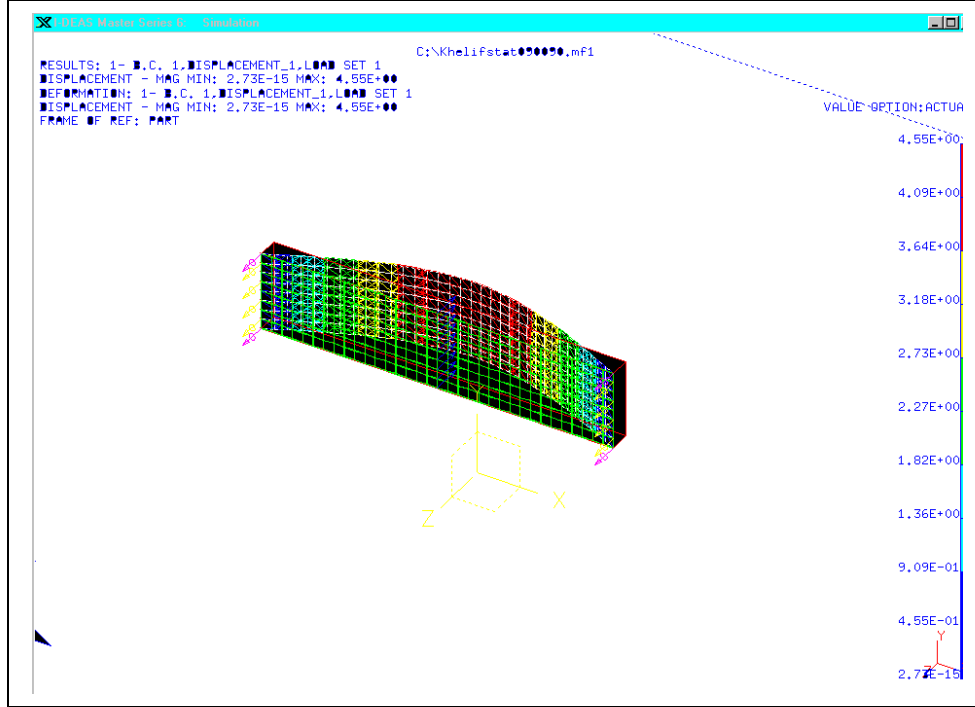 I-DEAS Master Series 6: Simulation
C:\Khelifstat090090.mf1
RESULTS: 1- B.C. 1,DISPLACEMENT_1,LOAD SET 1
DISPLACEMENT - MAG MIN: 2.73E-15 MAX: 4.55E+00
DEFORMATION: 1- B.C. 1,DISPLACEMENT_1,LOAD SET 1
DISPLACEMENT - MAG MIN: 2.73E-15 MAX: 4.55E+00
FRAME OF REF: PART
VALUE OPTION:ACTUA
4.55E+00
4.09E+00
3.64E+00
3.18E+00
2.73E+00
2.27E+00
1.82E+00
1.36E+00
9.09E-01
4.55E-01
2.73E-15
Y
X
Z
Y
X
Z